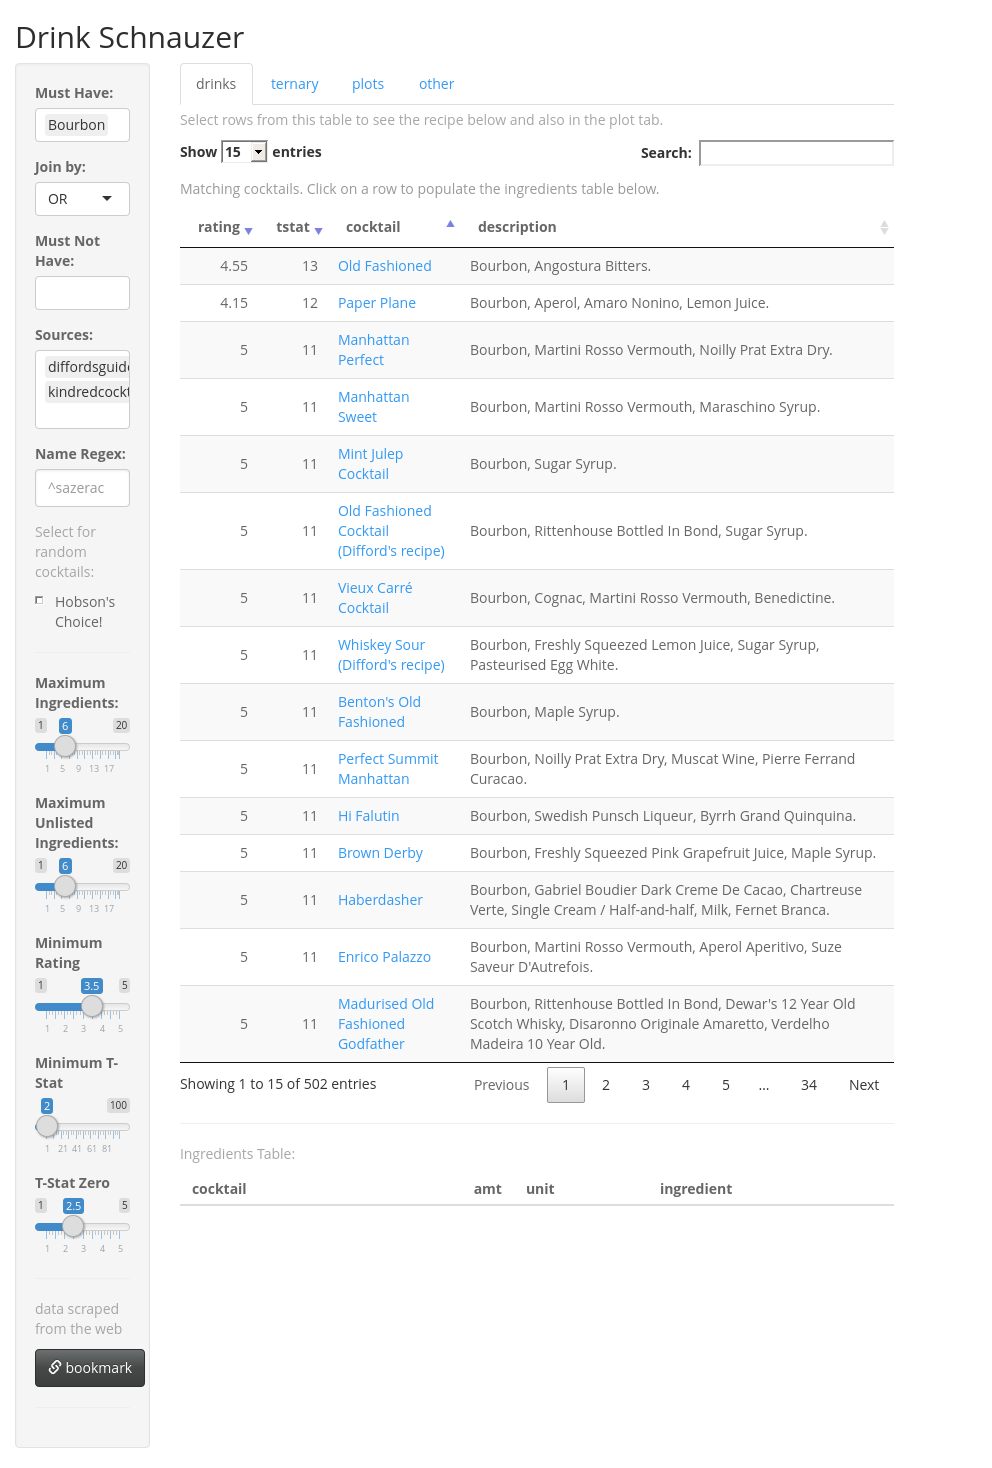 Drink Schnauzer
Must Have:
Bourbon
Join by:
OR
Must Not
Have:
Sources:
diffordsguide
kindredcockt
Name Regex:
^sazerac
Select for
random
cocktails:
Hobson's
Choice!
Maximum
Ingredients:
1 6 20
1 5 9 13 17
Maximum
Unlisted
Ingredients:
1 6 20
1 5 9 13 17
Minimum
Rating
1 3.5 5
1 2 3 4 5
Minimum T-
Stat
2 100
1 21 41 61 81
T-Stat Zero
1 2.5 5
1 2 3 4 5
data scraped
from the web
bookmark
drinks ternary plots other
Select rows from this table to see the recipe below and also in the plot tab.
Show 15 entries Search:
Matching cocktails. Click on a row to populate the ingredients table below.
rating tstat cocktail description
4.55 13 Old Fashioned Bourbon, Angostura Bitters.
4.15 12 Paper Plane Bourbon, Aperol, Amaro Nonino, Lemon Juice.
Manhattan
5 11 Perfect Bourbon, Martini Rosso Vermouth, Noilly Prat Extra Dry.
Manhattan
5 11 Sweet Bourbon, Martini Rosso Vermouth, Maraschino Syrup.
Mint Julep
5 11 Cocktail Bourbon, Sugar Syrup.
Old Fashioned
5 11 Cocktail Bourbon, Rittenhouse Bottled In Bond, Sugar Syrup.
(Difford's recipe)
Vieux Carré
5 11 Cocktail Bourbon, Cognac, Martini Rosso Vermouth, Benedictine.
Whiskey Sour Bourbon, Freshly Squeezed Lemon Juice, Sugar Syrup,
5 11 (Difford's recipe) Pasteurised Egg White.
Benton's Old
5 11 Fashioned Bourbon, Maple Syrup.
Perfect Summit Bourbon, Noilly Prat Extra Dry, Muscat Wine, Pierre Ferrand
5 11 Manhattan Curacao.
5 11 Hi Falutin Bourbon, Swedish Punsch Liqueur, Byrrh Grand Quinquina.
5 11 Brown Derby Bourbon, Freshly Squeezed Pink Grapefruit Juice, Maple Syrup.
5 11 Haberdasher Bourbon, Gabriel Boudier Dark Creme De Cacao, Chartreuse
Verte, Single Cream / Half-and-half, Milk, Fernet Branca.
5 11 Enrico Palazzo Bourbon, Martini Rosso Vermouth, Aperol Aperitivo, Suze
Saveur D'Autrefois.
Madurised Old Bourbon, Rittenhouse Bottled In Bond, Dewar's 12 Year Old
5 11 Fashioned Scotch Whisky, Disaronno Originale Amaretto, Verdelho
Godfather Madeira 10 Year Old.
Showing 1 to 15 of 502 entries Previous 1 2 3 4 5 … 34 Next
Ingredients Table:
cocktail amt unit ingredient